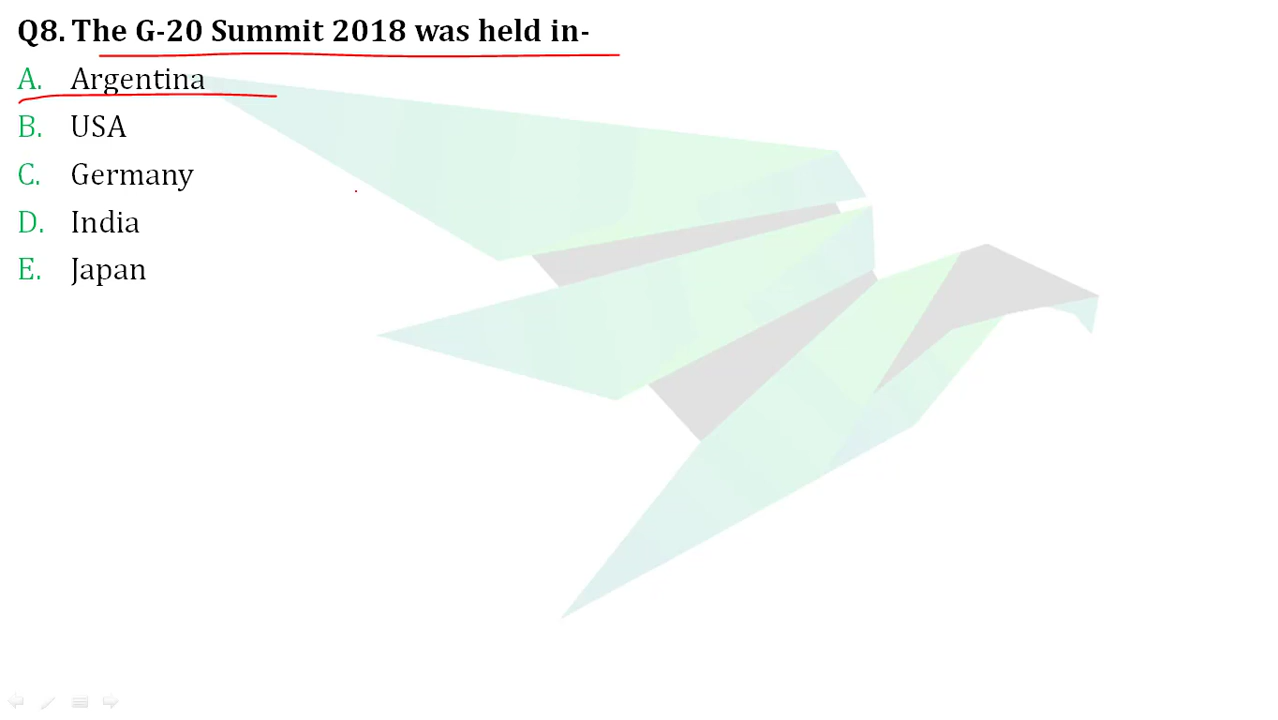 Q8. The G-20 Summit 2018 was held in-
A. Argentina
B. USA
C. Germany
D. India
E. Japan